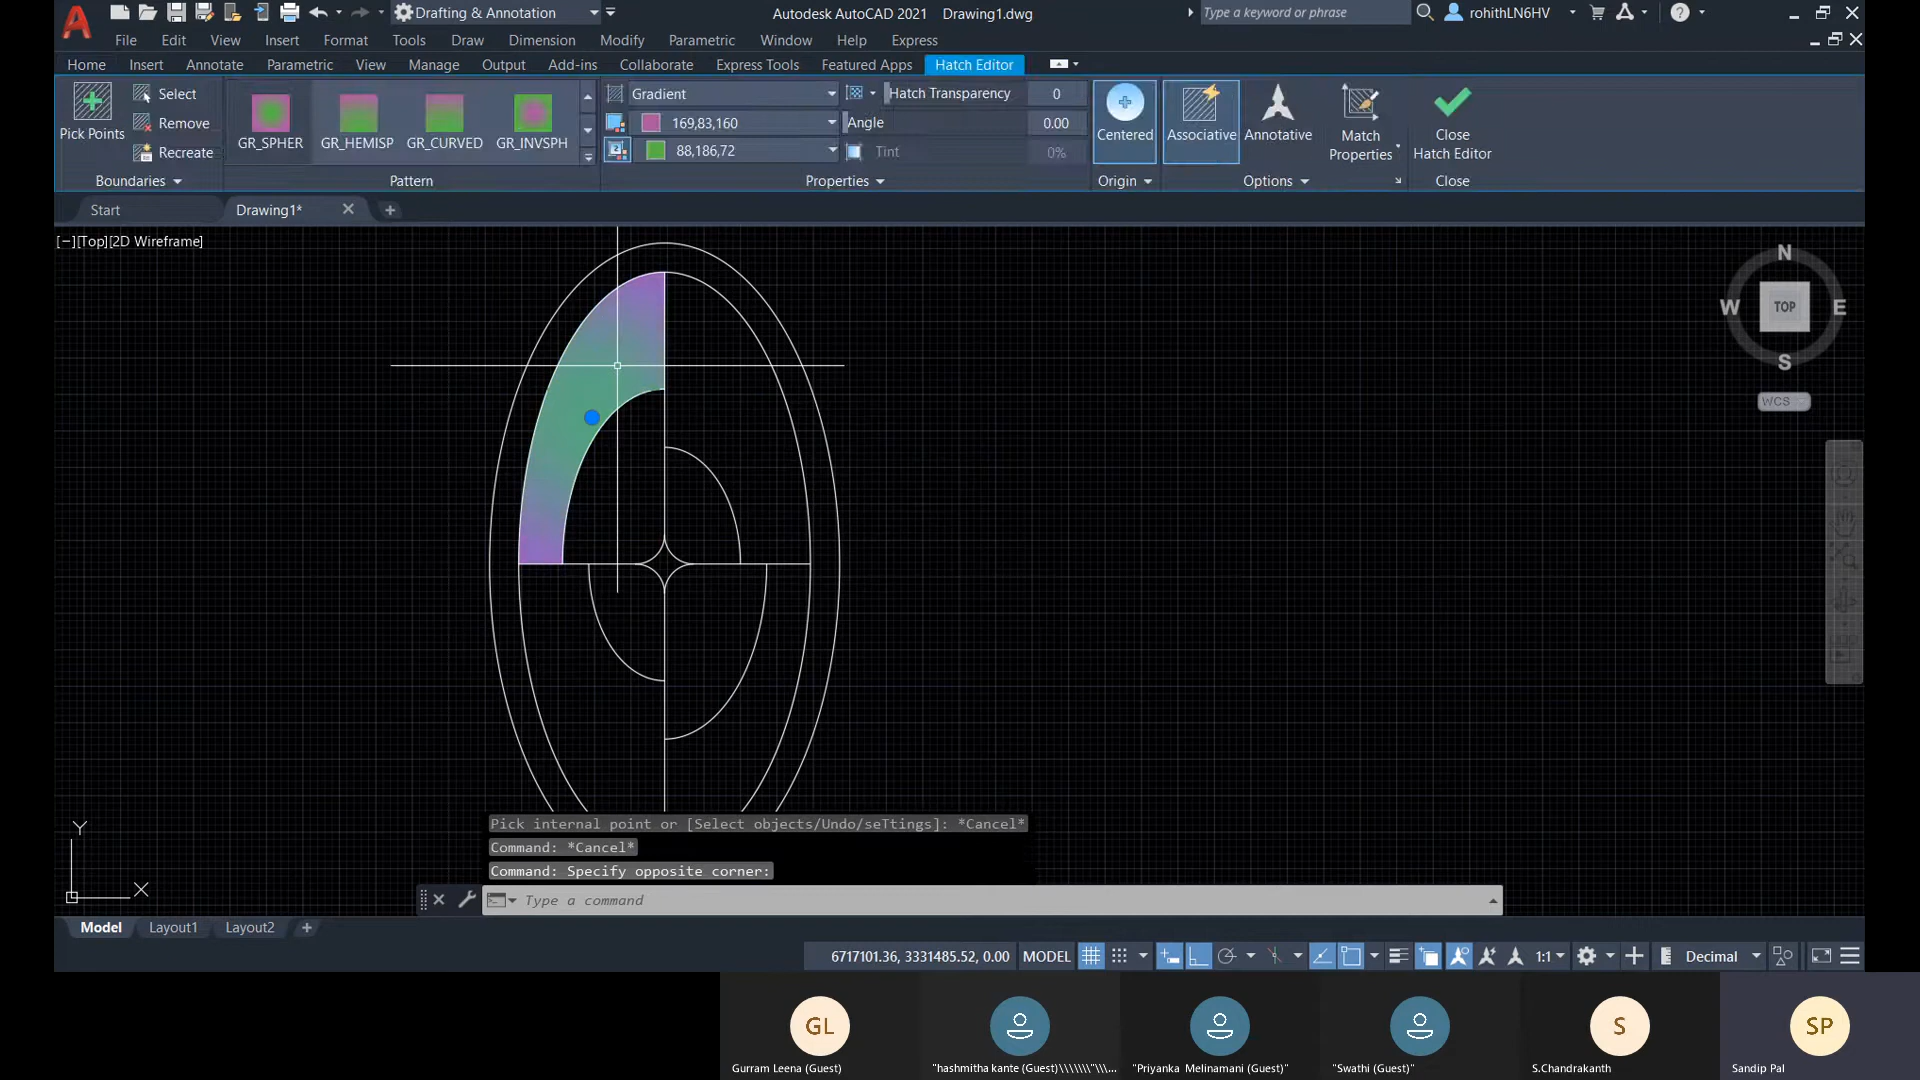 Drafting & Annotation
Autodesk AutoCAD 2021 Drawing1.dwg
Type a keyword or phrase
rohithLN6HV
File Edit View Insert Format Tools Draw Dimension Modify Parametric Window Help Express
Home Insert Annotate Parametric View Manage Output Add-ins Collaborate Express Tools Featured Apps Hatch Editor
Pick Points
Select
Remove
Recreate
Boundaries
GR_SPHER GR_HEMISP GR_CURVED GR_INVSPH
Pattern
Gradient
169,83,160
88,186,72
Hatch Transparency 0
Angle 0.00
Tint 0%
Properties
Centered
Origin
Associative
Annotative
Match
Properties
Options
Close
Hatch Editor
Close
Start Drawing1*
[−][Top][2D Wireframe]
N
W TOP E
S
WCS
Y
X
Pick internal point or [Select objects/Undo/seTtings]: *Cancel*
Command: *Cancel*
Command: Specify opposite corner:
Type a command
Model Layout1 Layout2
6717101.36, 3331485.52, 0.00 MODEL 1:1 Decimal
GL
S
SP
Gurram Leena (Guest)
"hashmitha kante (Guest)\\\\\\\"\\...
"Priyanka Melinamani (Guest)"
"Swathi (Guest)"
S.Chandrakanth
Sandip Pal